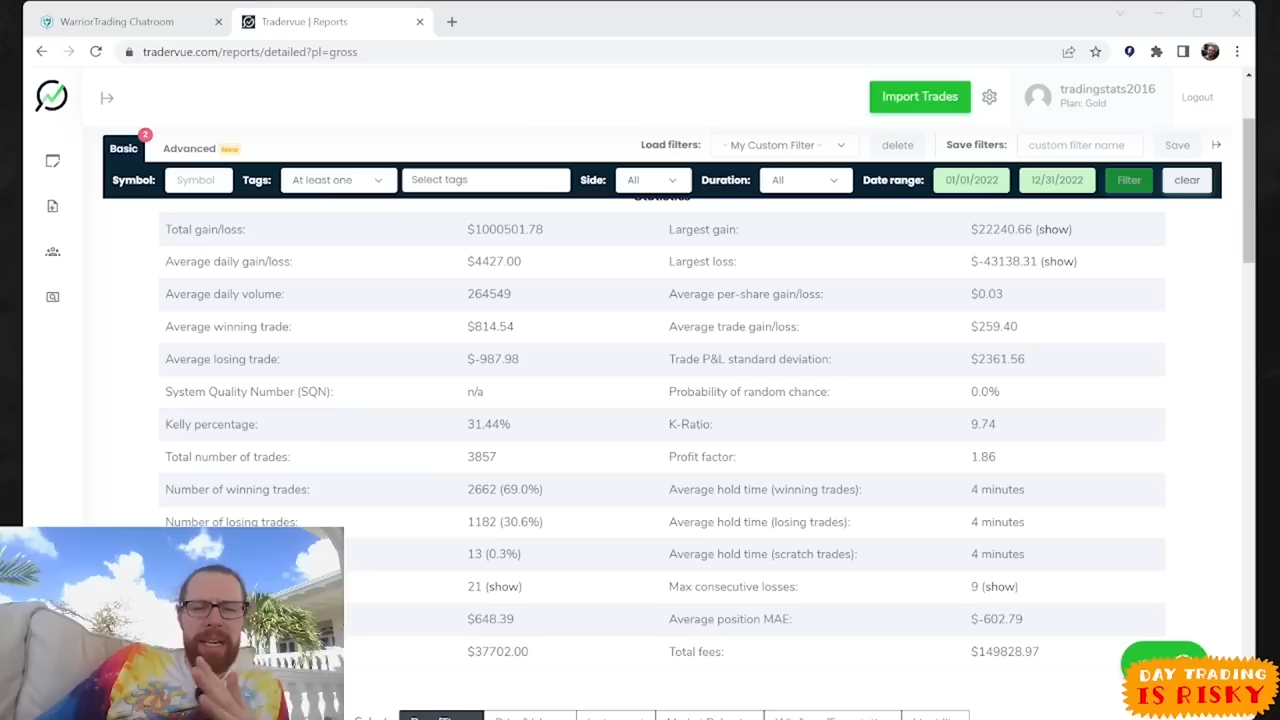 WarriorTrading Chatroom
Tradervue | Reports
tradervue.com/reports/detailed?pl=gross
Import Trades
tradingstats2016
Plan: Gold
Logout
2
Basic
Advanced New
Load filters: - My Custom Filter - delete Save filters: custom filter name Save
Symbol: Symbol Tags: At least one Select tags Side: All Duration: All Date range: 01/01/2022 12/31/2022 Filter clear
Statistics
Total gain/loss: $1000501.78 Largest gain: $22240.66 (show)
Average daily gain/loss: $4427.00 Largest loss: $-43138.31 (show)
Average daily volume: 264549 Average per-share gain/loss: $0.03
Average winning trade: $814.54 Average trade gain/loss: $259.40
Average losing trade: $-987.98 Trade P&L standard deviation: $2361.56
System Quality Number (SQN): n/a Probability of random chance: 0.0%
Kelly percentage: 31.44% K-Ratio: 9.74
Total number of trades: 3857 Profit factor: 1.86
Number of winning trades: 2662 (69.0%) Average hold time (winning trades): 4 minutes
Number of losing trades: 1182 (30.6%) Average hold time (losing trades): 4 minutes
13 (0.3%) Average hold time (scratch trades): 4 minutes
21 (show) Max consecutive losses: 9 (show)
$648.39 Average position MAE: $-602.79
$37702.00 Total fees: $149828.97
DAY TRADING
IS RISKY